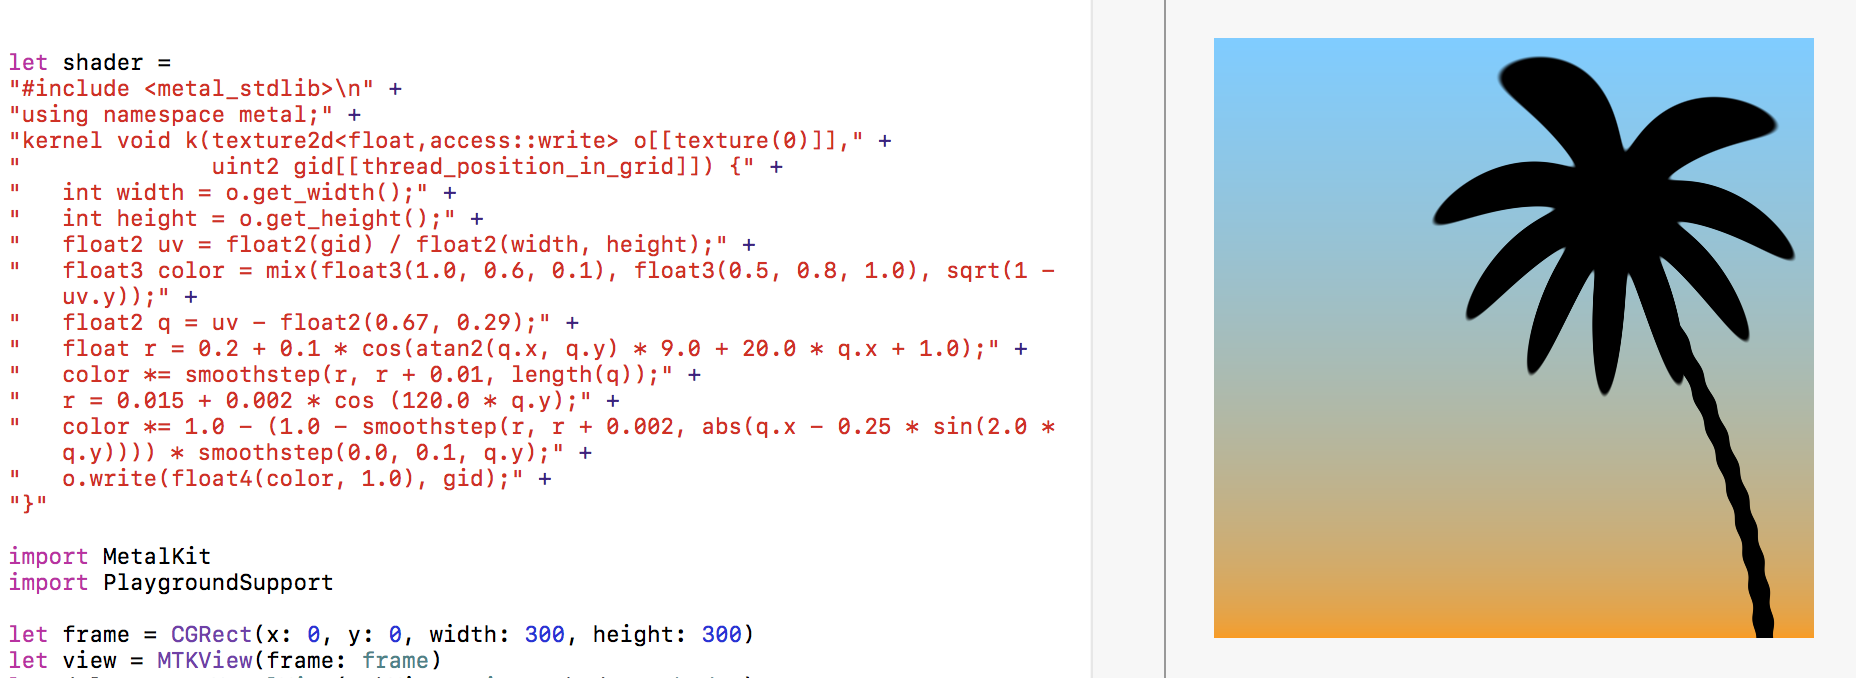 let shader =
"#include <metal_stdlib>\n" +
"using namespace metal;" +
"kernel void k(texture2d<float,access::write> o[[texture(0)]]," +
"              uint2 gid[[thread_position_in_grid]]) {" +
"   int width = o.get_width();" +
"   int height = o.get_height();" +
"   float2 uv = float2(gid) / float2(width, height);" +
"   float3 color = mix(float3(1.0, 0.6, 0.1), float3(0.5, 0.8, 1.0), sqrt(1 -
    uv.y));" +
"   float2 q = uv - float2(0.67, 0.29);" +
"   float r = 0.2 + 0.1 * cos(atan2(q.x, q.y) * 9.0 + 20.0 * q.x + 1.0);" +
"   color *= smoothstep(r, r + 0.01, length(q));" +
"   r = 0.015 + 0.002 * cos (120.0 * q.y);" +
"   color *= 1.0 - (1.0 - smoothstep(r, r + 0.002, abs(q.x - 0.25 * sin(2.0 *
    q.y)))) * smoothstep(0.0, 0.1, q.y);" +
"   o.write(float4(color, 1.0), gid);" +
"}"
import MetalKit
import PlaygroundSupport
let frame = CGRect(x: 0, y: 0, width: 300, height: 300)
let view = MTKView(frame: frame)